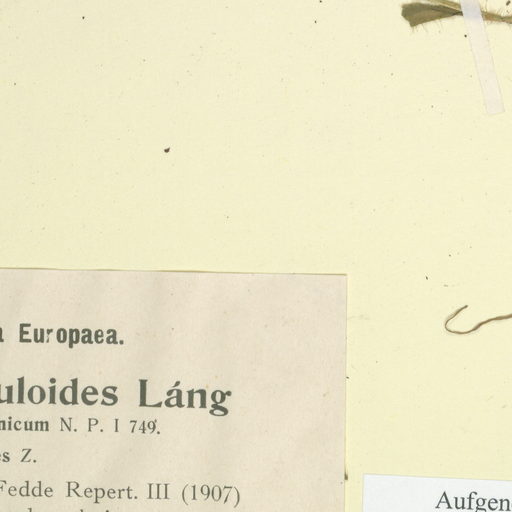 a Europaea.
uloides Láng
nicum N. P. I 749.
es Z.
Fedde Repert. III (1907)
Aufgen